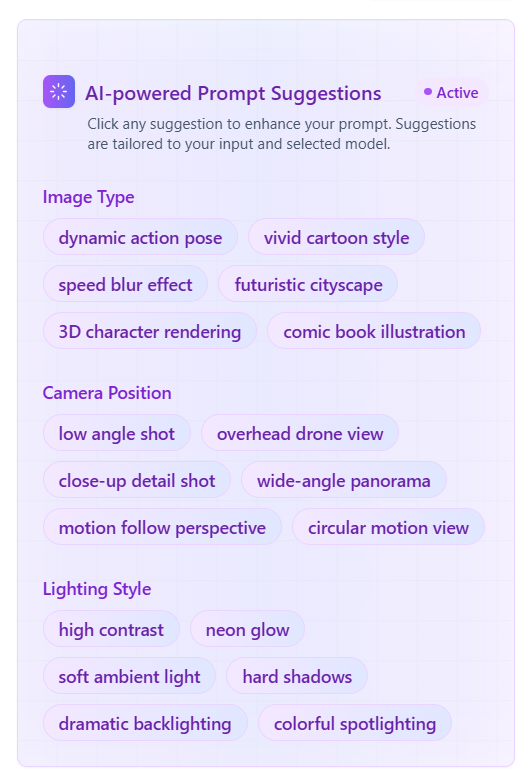 AI-powered Prompt Suggestions Active
Click any suggestion to enhance your prompt. Suggestions
are tailored to your input and selected model.
Image Type
dynamic action pose vivid cartoon style
speed blur effect futuristic cityscape
3D character rendering comic book illustration
Camera Position
low angle shot overhead drone view
close-up detail shot wide-angle panorama
motion follow perspective circular motion view
Lighting Style
high contrast neon glow
soft ambient light hard shadows
dramatic backlighting colorful spotlighting